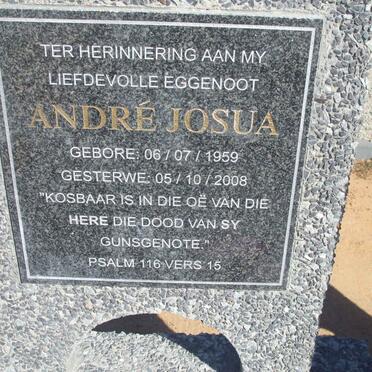 TER HERINNERING AAN MY
LIEFDEVOLLE EGGENOOT
ANDRÉ JOSUA
GEBORE: 06 / 07 / 1959
GESTERWE: 05 / 10 / 2008
"KOSBAAR IS IN DIE OË VAN DIE
HERE DIE DOOD VAN SY
GUNSGENOTE."
PSALM 116 VERS 15